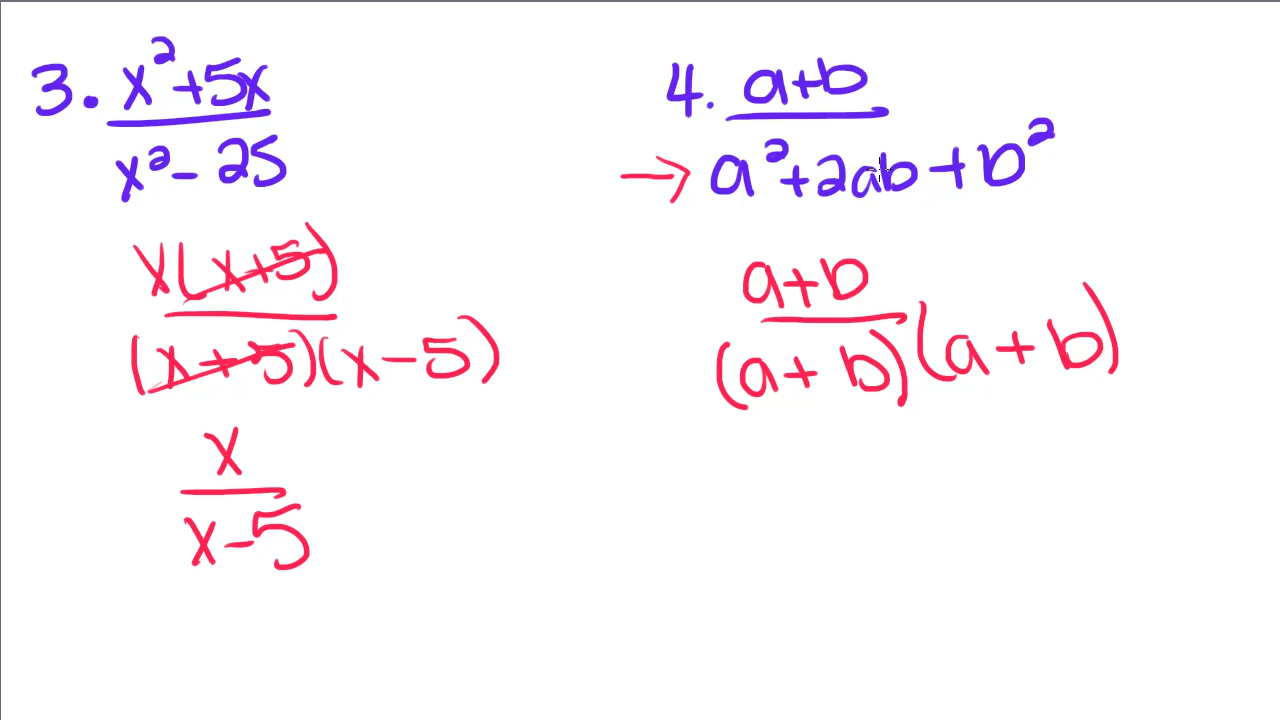 3. x²+5x
x²-25
x(x+5)
(x+5)(x-5)
x
x-5
4. a+b
→ a²+2ab+b²
a+b
(a+b)(a+b)